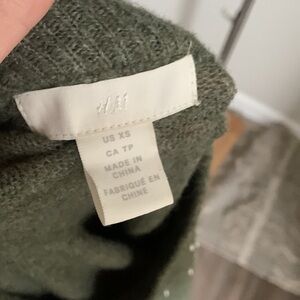 H&M
US XS
CA TP
MADE IN
CHINA
FABRIQUÉ EN
CHINE